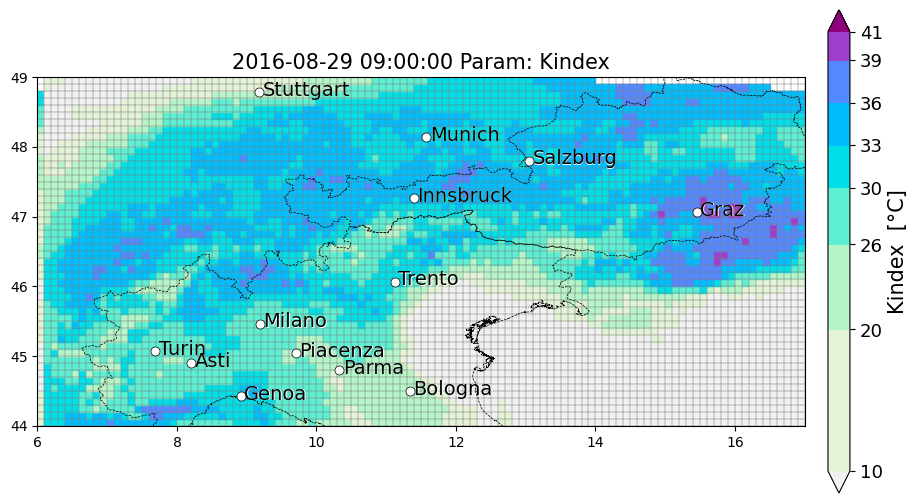 2016-08-29 09:00:00 Param: Kindex
49
48
47
46
45
44
6
8
10
12
14
16
Stuttgart
Munich
Salzburg
Innsbruck
Graz
Trento
Milano
Turin
Asti
Piacenza
Parma
Genoa
Bologna
41
39
36
33
30
26
20
10
Kindex [°C]